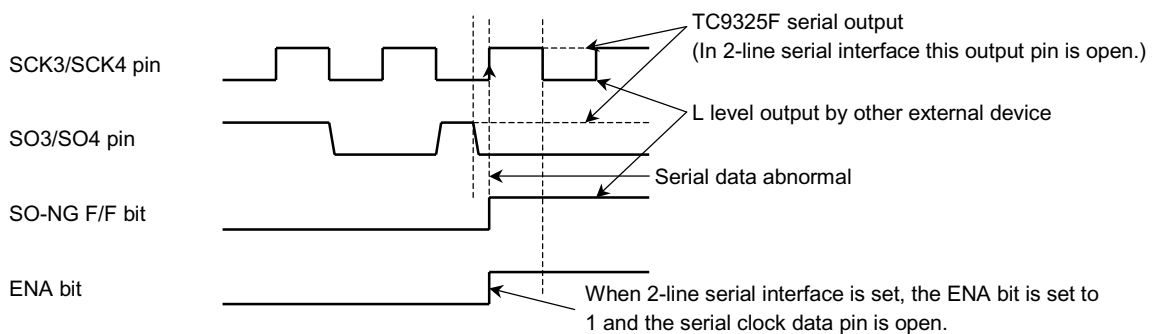 TC9325F serial output
(In 2-line serial interface this output pin is open.)
SCK3/SCK4 pin
L level output by other external device
SO3/SO4 pin
Serial data abnormal
SO-NG F/F bit
ENA bit
When 2-line serial interface is set, the ENA bit is set to
1 and the serial clock data pin is open.